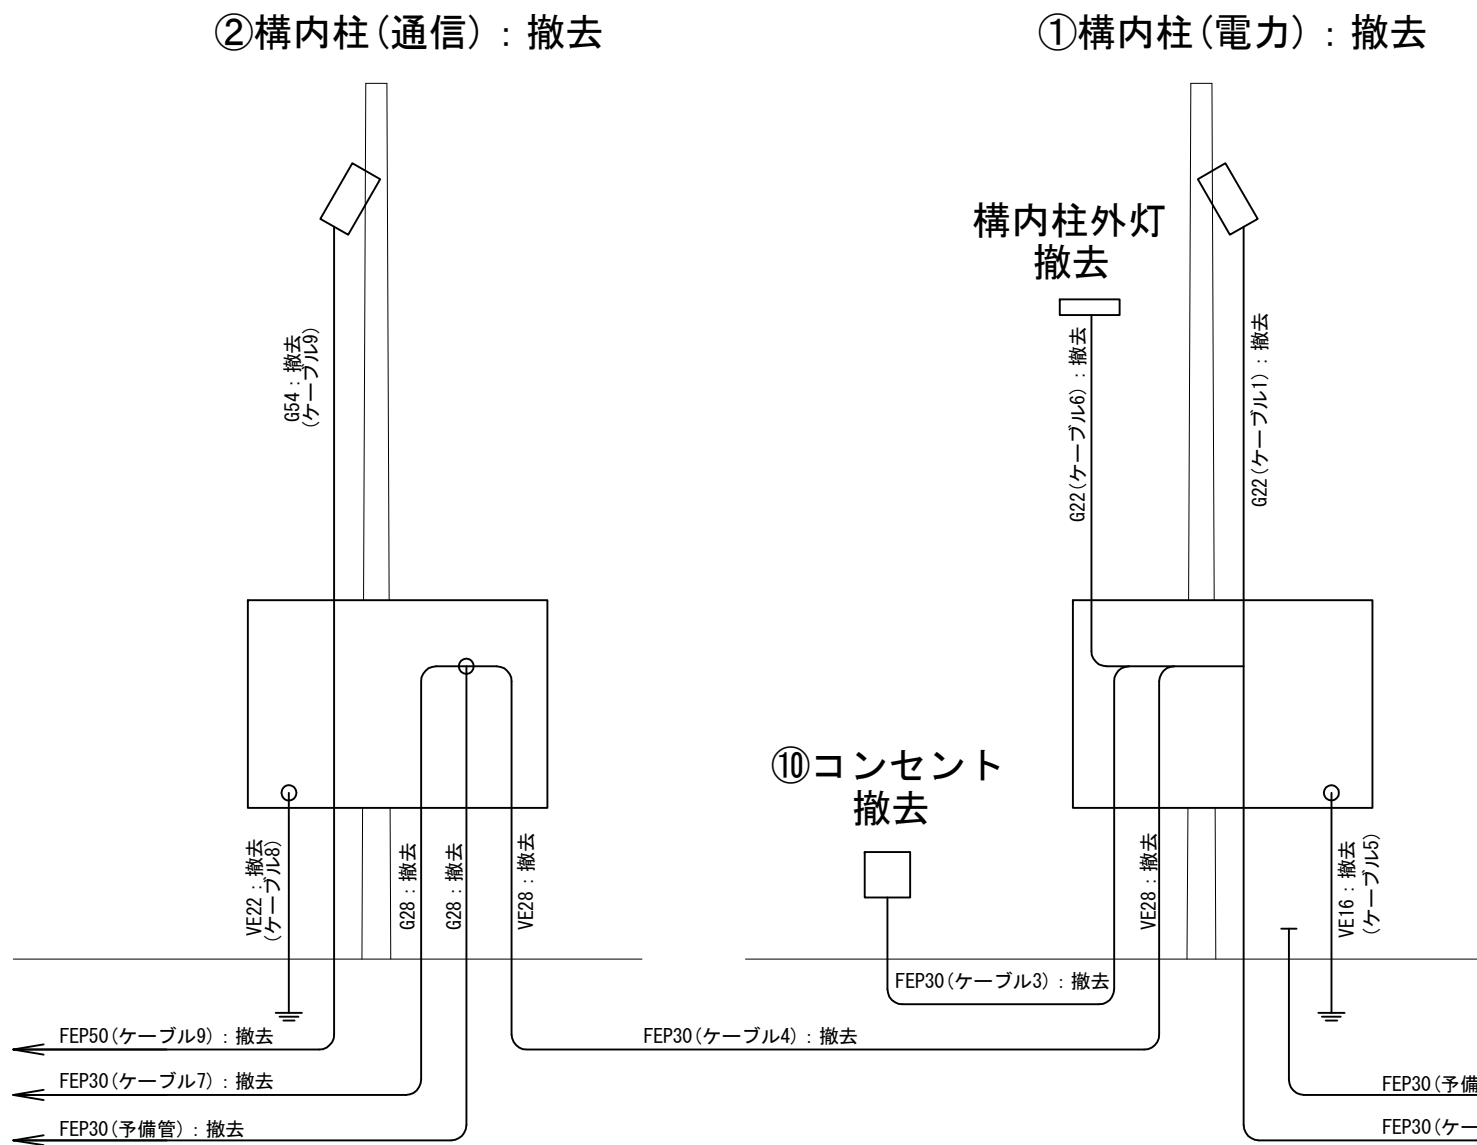 ②構内柱(通信)：撤去
①構内柱(電力)：撤去
構内柱外灯
撤去
G54：撤去
(ケーブル9)
G22(ケーブル6)：撤去
G22(ケーブル1)：撤去
⑩コンセント
撤去
VE22：撤去
(ケーブル8)
G28：撤去
G28：撤去
VE28：撤去
VE28：撤去
VE16：撤去
(ケーブル5)
FEP30(ケーブル3)：撤去
FEP50(ケーブル9)：撤去
FEP30(ケーブル4)：撤去
FEP30(ケーブル7)：撤去
FEP30(予備
FEP30(予備管)：撤去
FEP30(ケー